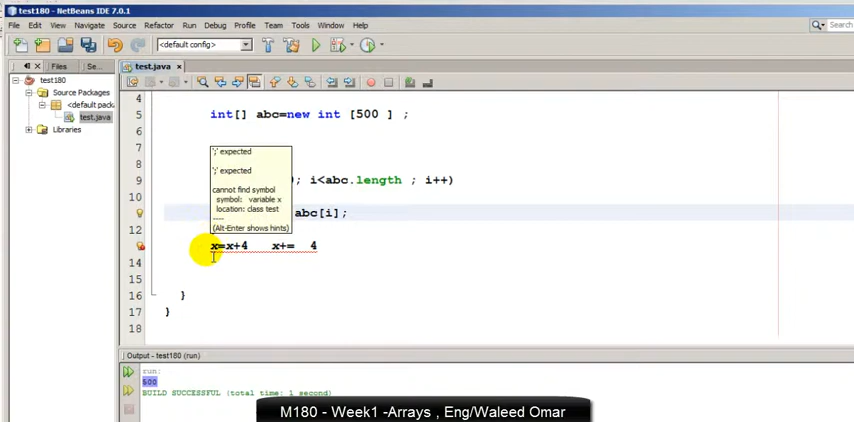 test180 - NetBeans IDE 7.0.1
File Edit View Navigate Source Refactor Run Debug Profile Team Tools Window Help
<default config> Search
Files Se... test.java ×
test180
Source Packages
<default pack
test.java
Libraries
4
5 int[] abc=new int [500 ] ;
6
7
8
9 0; i<abc.length ; i++)
10
abc[i];
12
x=x+4 x+= 4
14
15
16 }
17 }
18
';' expected
';' expected
cannot find symbol
symbol: variable x
location: class test
----
(Alt-Enter shows hints)
Output - test180 (run)
run:
500
BUILD SUCCESSFUL (total time: 1 second)
M180 - Week1 -Arrays , Eng/Waleed Omar